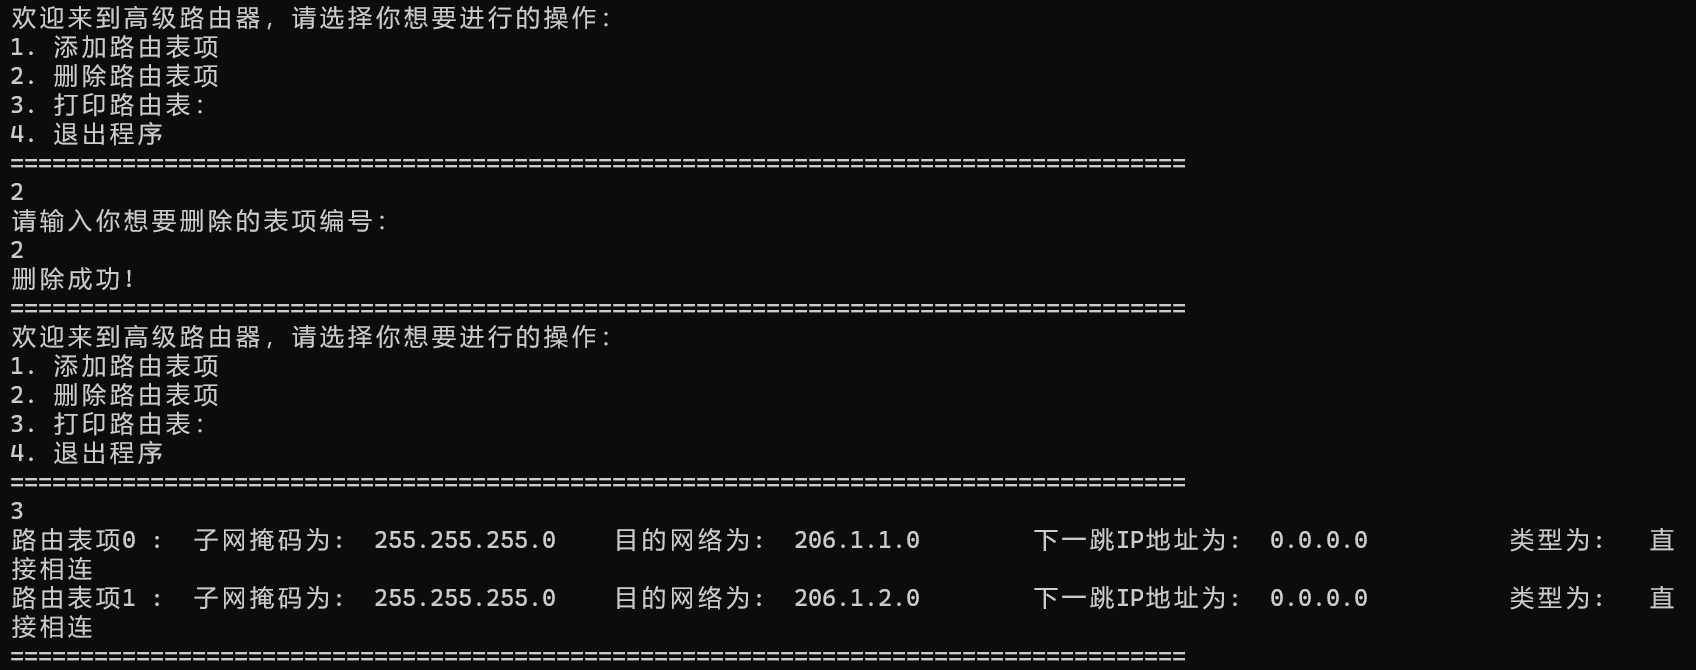 欢迎来到高级路由器, 请选择你想要进行的操作:
1. 添加路由表项
2. 删除路由表项
3. 打印路由表:
4. 退出程序
====================================================================================
2
请输入你想要删除的表项编号:
2
删除成功!
====================================================================================
欢迎来到高级路由器, 请选择你想要进行的操作:
1. 添加路由表项
2. 删除路由表项
3. 打印路由表:
4. 退出程序
====================================================================================
3
路由表项0 :  子网掩码为:  255.255.255.0    目的网络为:  206.1.1.0        下一跳IP地址为:  0.0.0.0          类型为:   直
接相连
路由表项1 :  子网掩码为:  255.255.255.0    目的网络为:  206.1.2.0        下一跳IP地址为:  0.0.0.0          类型为:   直
接相连
====================================================================================